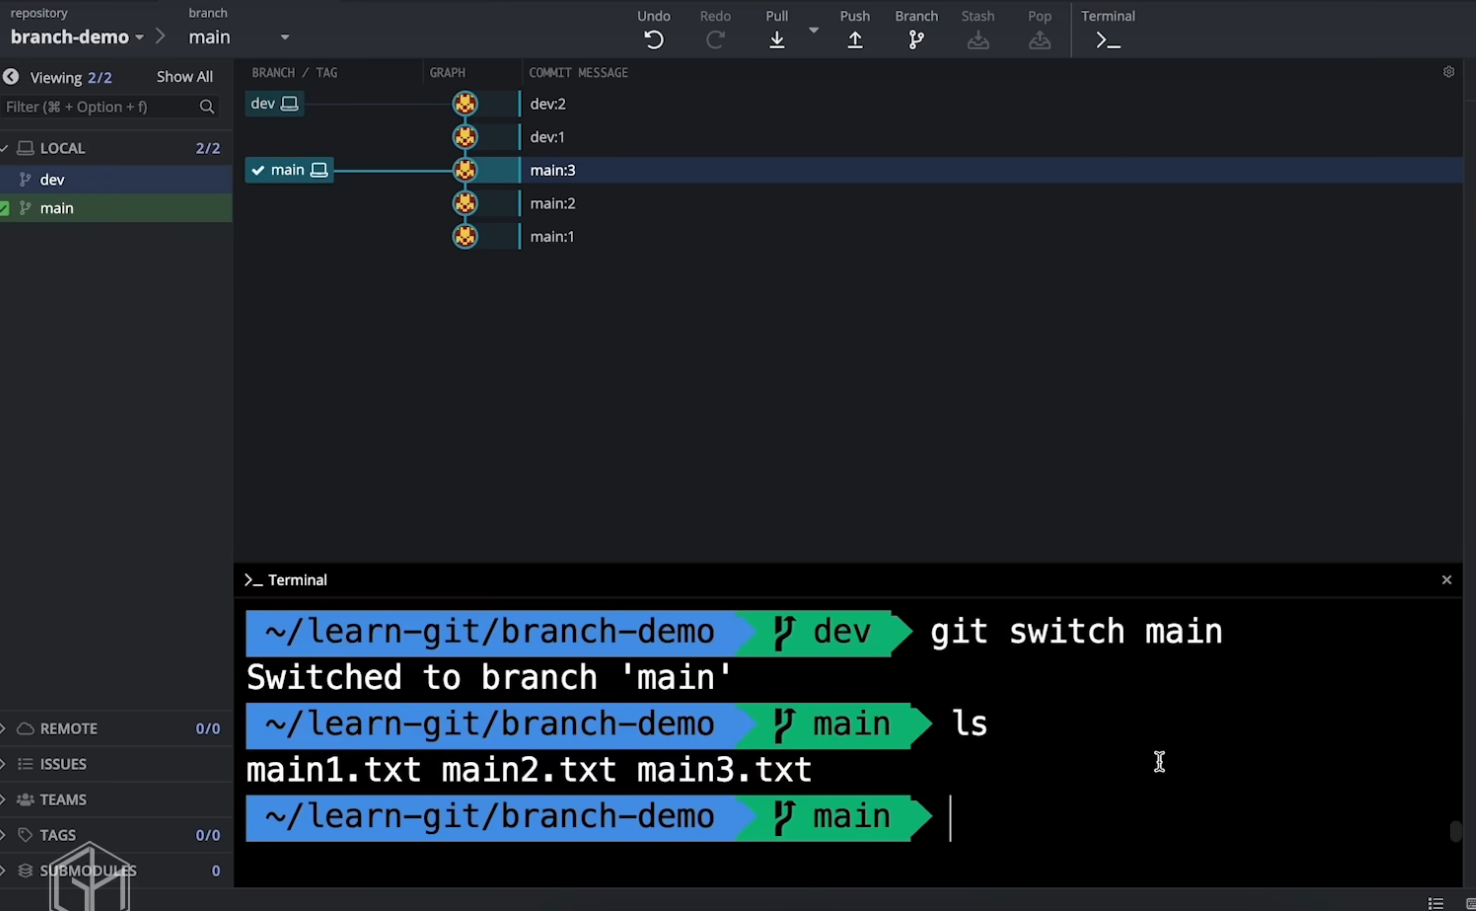 repository
branch-demo
branch
main
Undo
Redo
Pull
Push
Branch
Stash
Pop
Terminal
Viewing 2/2
Show All
Filter (⌘ + Option + f)
LOCAL 2/2
dev
main
REMOTE 0/0
ISSUES
TEAMS
TAGS 0/0
SUBMODULES 0
BRANCH / TAG GRAPH COMMIT MESSAGE
dev dev:2
dev:1
main main:3
main:2
main:1
>_ Terminal
~/learn-git/branch-demo dev git switch main
Switched to branch 'main'
~/learn-git/branch-demo main ls
main1.txt main2.txt main3.txt
~/learn-git/branch-demo main